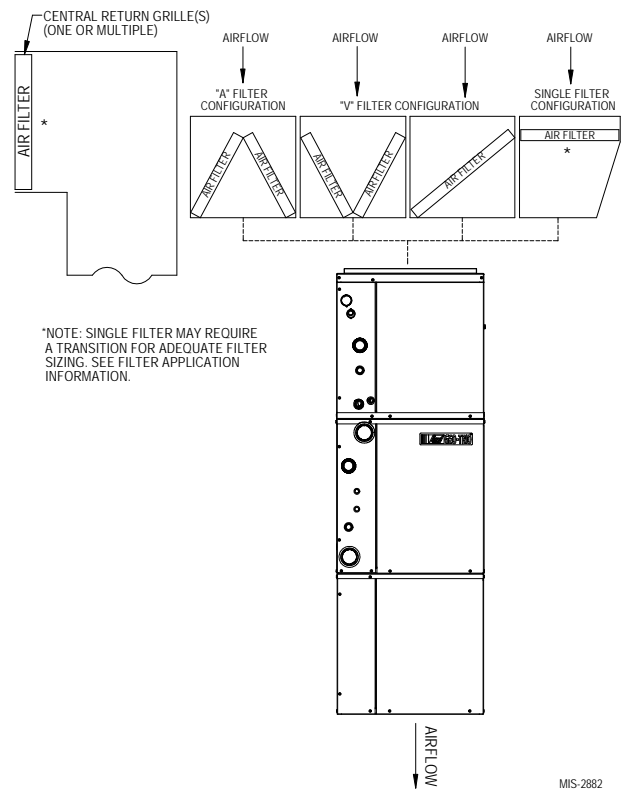 CENTRAL RETURN GRILLE(S)
(ONE OR MULTIPLE)
AIR FILTER
*
AIRFLOW
AIRFLOW
AIRFLOW
AIRFLOW
"A" FILTER
CONFIGURATION
"V" FILTER CONFIGURATION
SINGLE FILTER
CONFIGURATION
AIR FILTER
AIR FILTER
AIR FILTER
AIR FILTER
AIR FILTER
AIR FILTER
*
*NOTE: SINGLE FILTER MAY REQUIRE
A TRANSITION FOR ADEQUATE FILTER
SIZING. SEE FILTER APPLICATION
INFORMATION.
GEO-TEC
AIRFLOW
MIS-2882